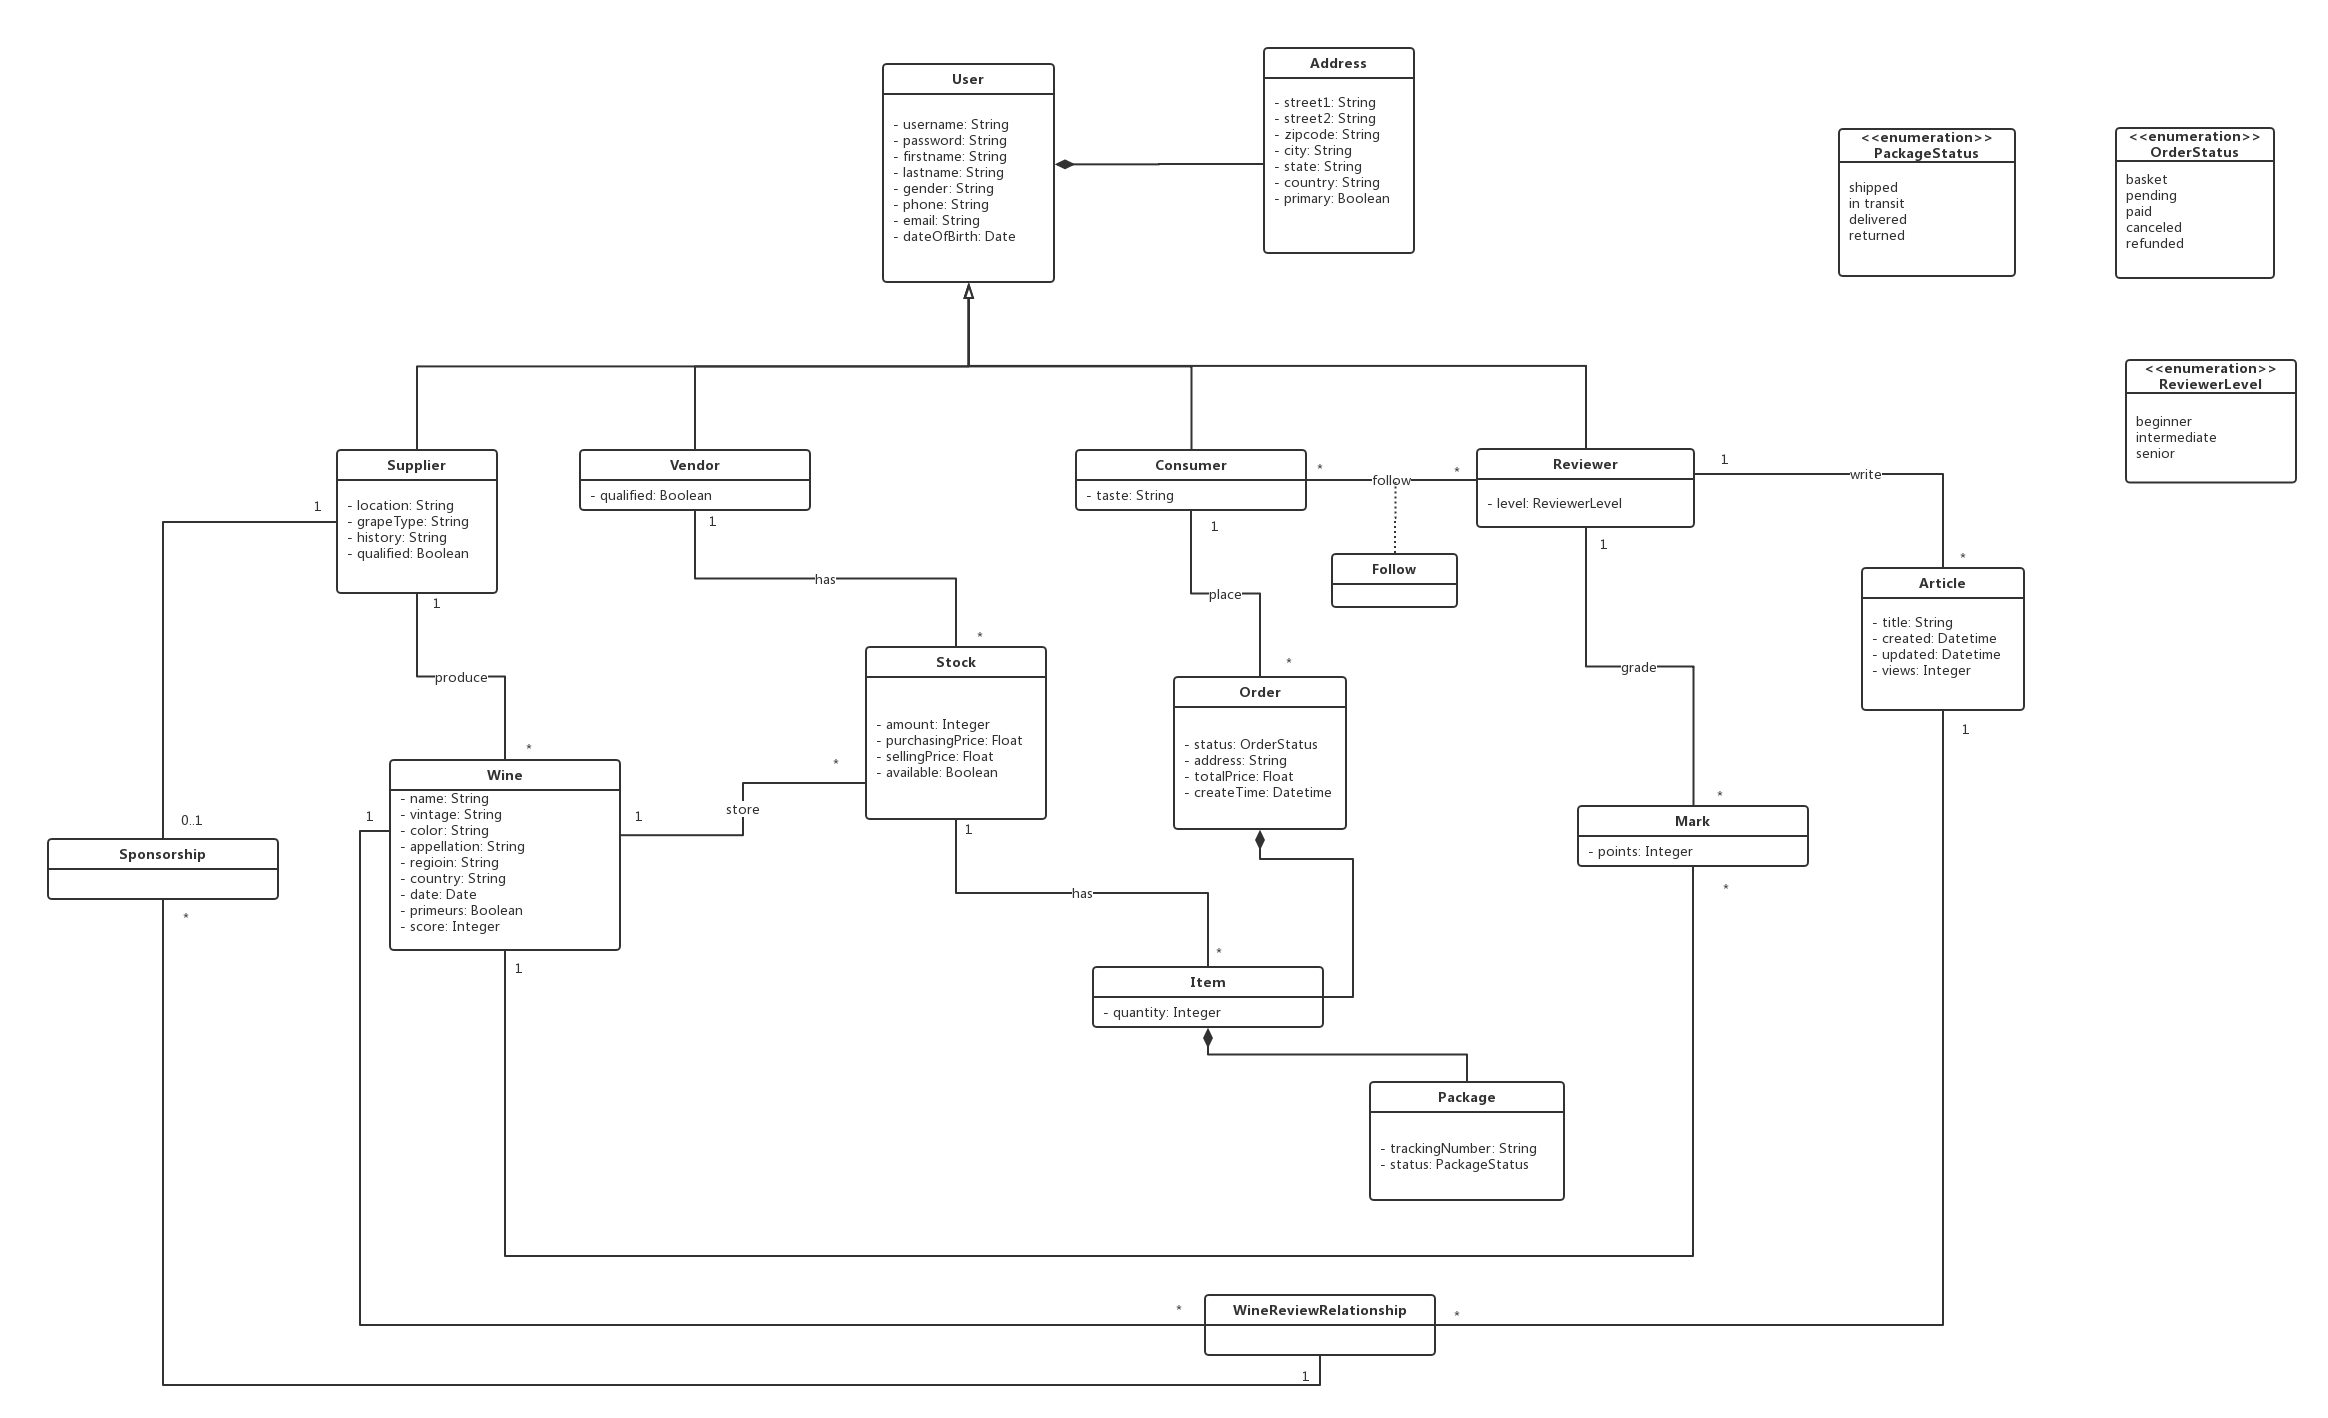 User
- username: String
- password: String
- firstname: String
- lastname: String
- gender: String
- phone: String
- email: String
- dateOfBirth: Date
Address
- street1: String
- street2: String
- zipcode: String
- city: String
- state: String
- country: String
- primary: Boolean
<<enumeration>>
PackageStatus
shipped
in transit
delivered
returned
<<enumeration>>
OrderStatus
basket
pending
paid
canceled
refunded
<<enumeration>>
ReviewerLevel
beginner
intermediate
senior
Supplier
- location: String
- grapeType: String
- history: String
- qualified: Boolean
1
1
Vendor
- qualified: Boolean
1
has
*
Consumer
- taste: String
1
*
follow
*
Follow
place
*
Reviewer
- level: ReviewerLevel
1
write
*
1
grade
*
Article
- title: String
- created: Datetime
- updated: Datetime
- views: Integer
1
produce
*
Stock
- amount: Integer
- purchasingPrice: Float
- sellingPrice: Float
- available: Boolean
*
1
Order
- status: OrderStatus
- address: String
- totalPrice: Float
- createTime: Datetime
Wine
- name: String
- vintage: String
- color: String
- appellation: String
- regioin: String
- country: String
- date: Date
- primeurs: Boolean
- score: Integer
1
1
store
1
0..1
Sponsorship
*
Mark
- points: Integer
*
has
*
Item
- quantity: Integer
Package
- trackingNumber: String
- status: PackageStatus
*
WineReviewRelationship
*
1